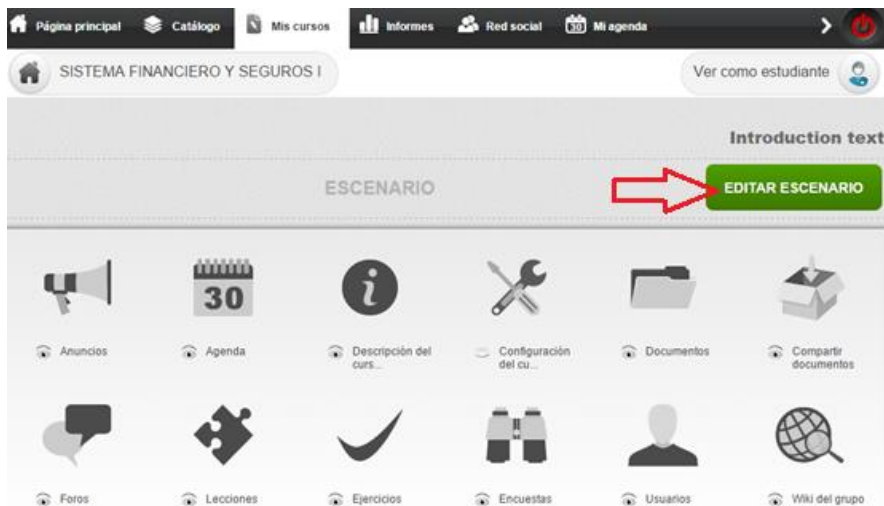 Página principal Catálogo Mis cursos Informes Red social 30 Mi agenda
SISTEMA FINANCIERO Y SEGUROS I Ver como estudiante
Introduction text
ESCENARIO EDITAR ESCENARIO
30
Anuncios Agenda Descripción del curs... Configuración del cu... Documentos Compartir documentos
Foros Lecciones Ejercicios Encuestas Usuarios Wiki del grupo